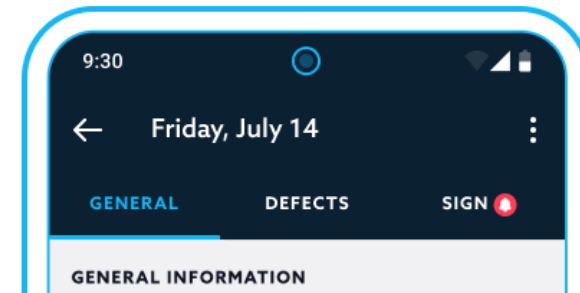 9:30
Friday, July 14
GENERAL DEFECTS SIGN
GENERAL INFORMATION